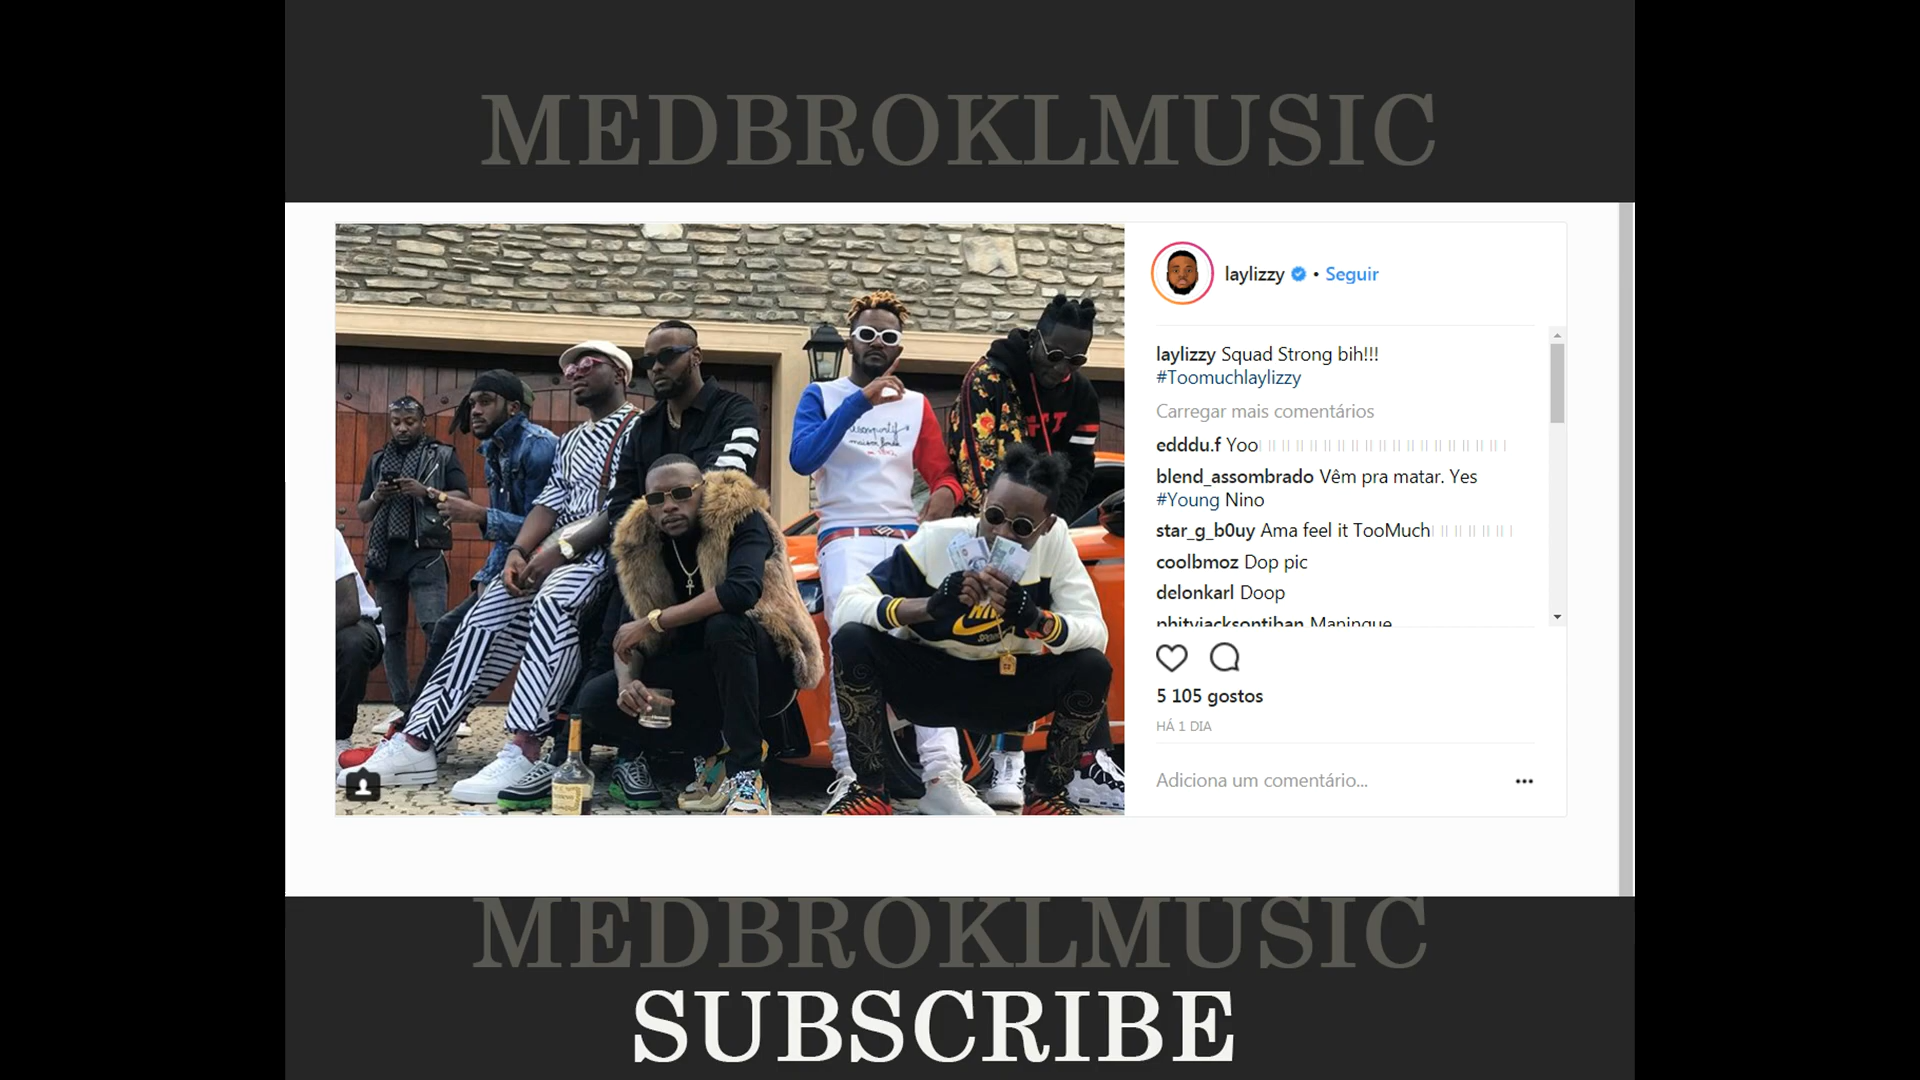 MEDBROKLMUSIC
laylizzy • Seguir
laylizzy Squad Strong bih!!!
#Toomuchlaylizzy
Carregar mais comentários
edddu.f Yoo
blend_assombrado Vêm pra matar. Yes
#Young Nino
star_g_b0uy Ama feel it TooMuch
coolbmoz Dop pic
delonkarl Doop
phityjacksontiban Maningue
5 105 gostos
HÁ 1 DIA
Adiciona um comentário...
MEDBROKLMUSIC
SUBSCRIBE